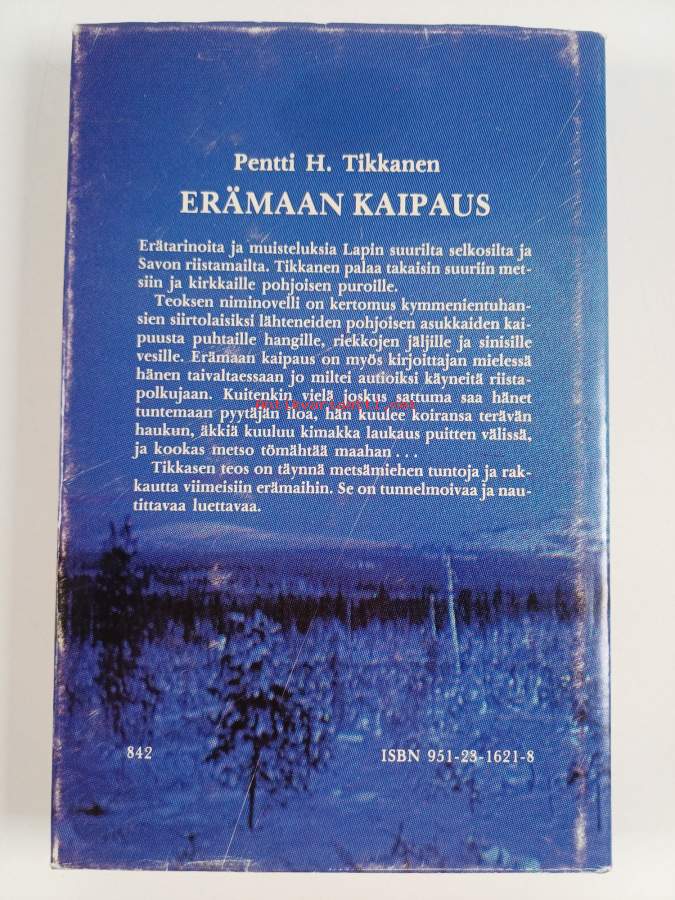 Pentti H. Tikkanen
ERÄMAAN KAIPAUS
Erätarinoita ja muisteluksia Lapin suurilta selkosilta ja
Savon riistamailta. Tikkanen palaa takaisin suuriin met-
siin ja kirkkaille pohjoisen puroille.
Teoksen niminovelli on kertomus kymmenientuhan-
sien siirtolaisiksi lähteneiden pohjoisen asukkaiden kai-
puusta puhtaille hangille, riekkojen jäljille ja sinisille
vesille. Erämaan kaipaus on myös kirjoittajan mielessä
hänen taivaltaessaan jo miltei autioiksi käyneitä riista-
polkujaan. Kuitenkin vielä joskus sattuma saa hänet
tuntemaan pyytäjän iloa, hän kuulee koiransa terävän
haukun, äkkiä kuuluu kimakka laukaus puitten välissä,
ja kookas metso tömähtää maahan . . .
Tikkasen teos on täynnä metsämiehen tuntoja ja rak-
kautta viimeisiin erämaihin. Se on tunnelmoivaa ja nau-
tittavaa luettavaa.
842
ISBN 951-23-1621-8